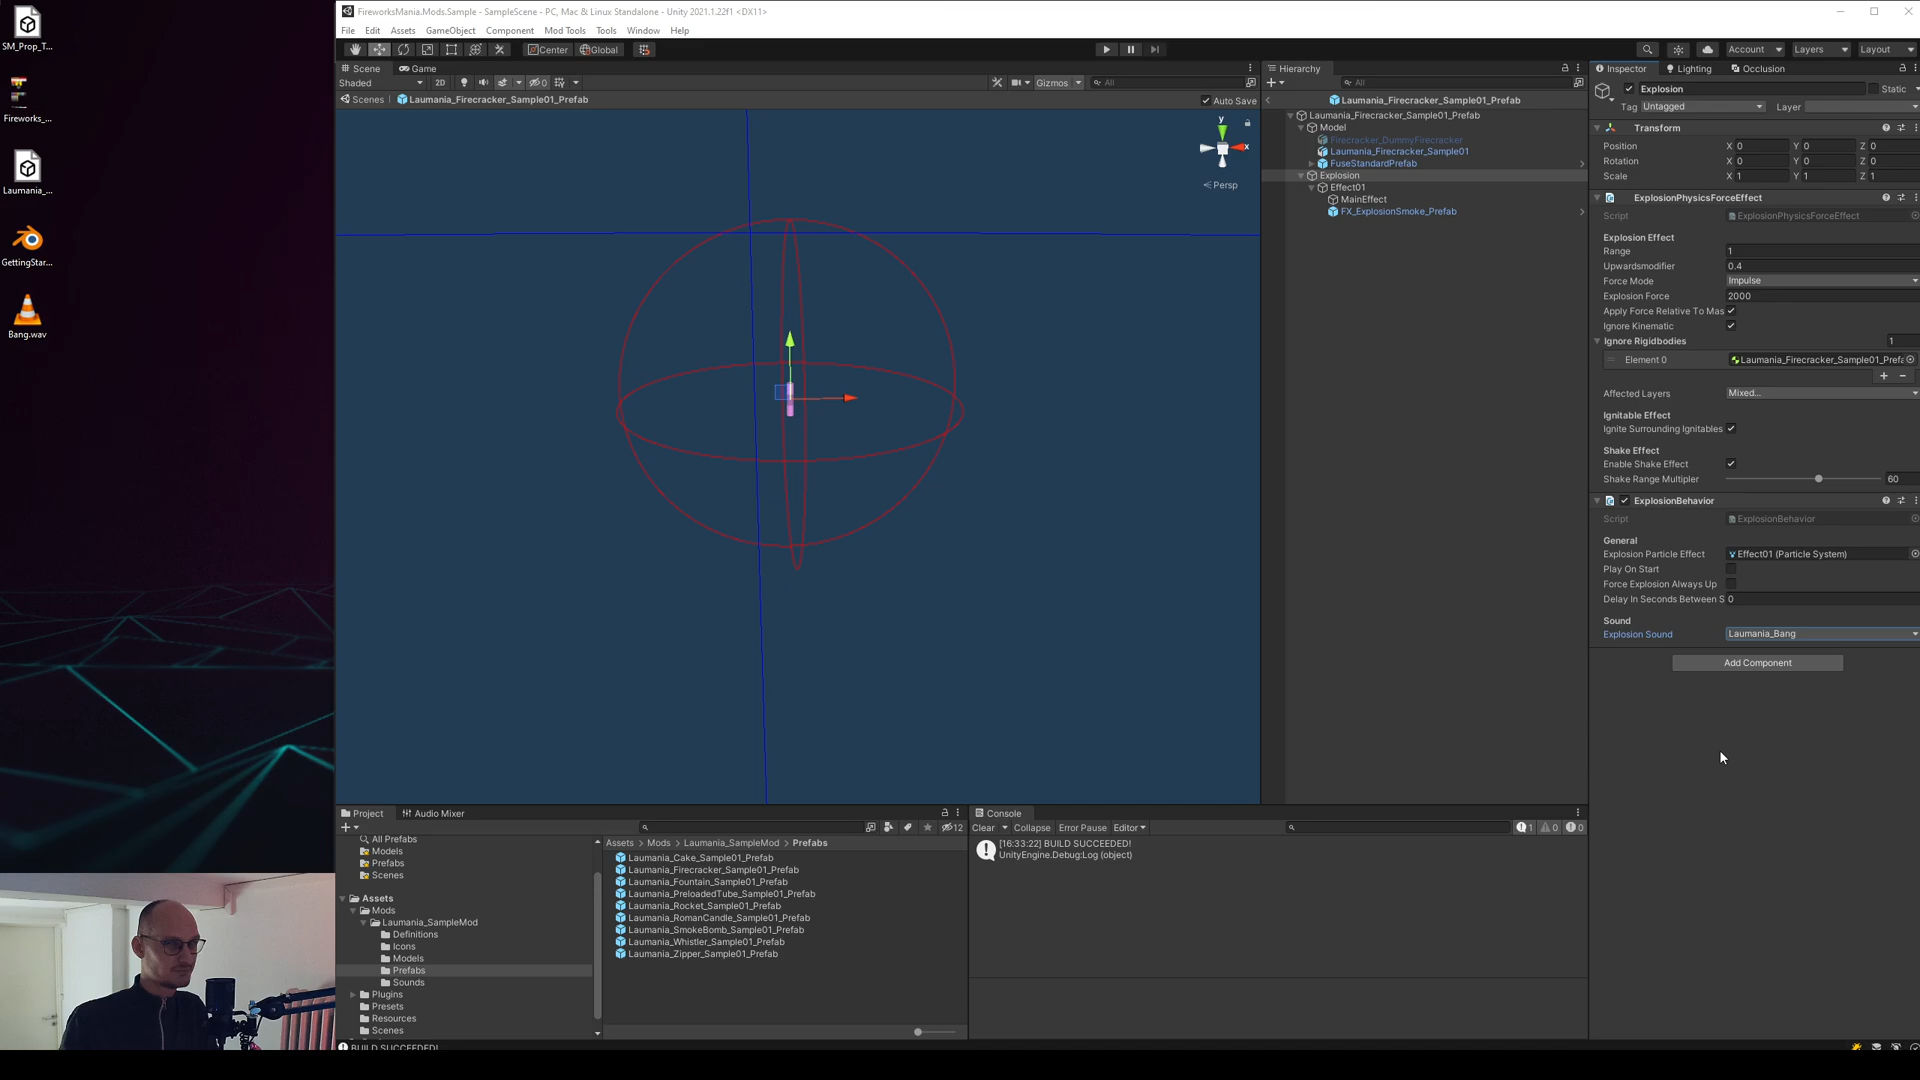 SM_Prop_T...
Fireworks_...
Laumania_...
GettingStar...
Bang.wav
FireworksMania.Mods.Sample - SampleScene - PC, Mac & Linux Standalone - Unity 2021.1.22f1 <DX11>
File Edit Assets GameObject Component Mod Tools Tools Window Help
Center Global Account Layers Layout
Scene Game
Shaded 2D 0 Gizmos All
Scenes Laumania_Firecracker_Sample01_Prefab Auto Save
y
x
Persp
Hierarchy
All
Laumania_Firecracker_Sample01_Prefab
Laumania_Firecracker_Sample01_Prefab
Model
Firecracker_DummyFirecracker
Laumania_Firecracker_Sample01
FuseStandardPrefab
Explosion
Effect01
MainEffect
FX_ExplosionSmoke_Prefab
Inspector Lighting Occlusion
Explosion Static
Tag Untagged Layer
Transform
Position X 0 Y 0 Z 0
Rotation X 0 Y 0 Z 0
Scale X 1 Y 1 Z 1
ExplosionPhysicsForceEffect
Script ExplosionPhysicsForceEffect
Explosion Effect
Range 1
Upwardsmodifier 0.4
Force Mode Impulse
Explosion Force 2000
Apply Force Relative To Mas
Ignore Kinematic
Ignore Rigidbodies 1
Element 0 Laumania_Firecracker_Sample01_Prefa
+ −
Affected Layers Mixed...
Ignitable Effect
Ignite Surrounding Ignitables
Shake Effect
Enable Shake Effect
Shake Range Multiplier 60
ExplosionBehavior
Script ExplosionBehavior
General
Explosion Particle Effect Effect01 (Particle System)
Play On Start
Force Explosion Always Up
Delay In Seconds Between S 0
Sound
Explosion Sound Laumania_Bang
Add Component
Project Audio Mixer
12
All Prefabs
Models
Prefabs
Scenes
Assets
Mods
Laumania_SampleMod
Definitions
Icons
Models
Prefabs
Sounds
Plugins
Presets
Resources
Scenes
Assets > Mods > Laumania_SampleMod > Prefabs
Laumania_Cake_Sample01_Prefab
Laumania_Firecracker_Sample01_Prefab
Laumania_Fountain_Sample01_Prefab
Laumania_PreloadedTube_Sample01_Prefab
Laumania_Rocket_Sample01_Prefab
Laumania_RomanCandle_Sample01_Prefab
Laumania_SmokeBomb_Sample01_Prefab
Laumania_Whistler_Sample01_Prefab
Laumania_Zipper_Sample01_Prefab
Console
Clear Collapse Error Pause Editor 1 0 0
[16:33:22] BUILD SUCCEEDED!
UnityEngine.Debug:Log (object)
BUILD SUCCEEDED!